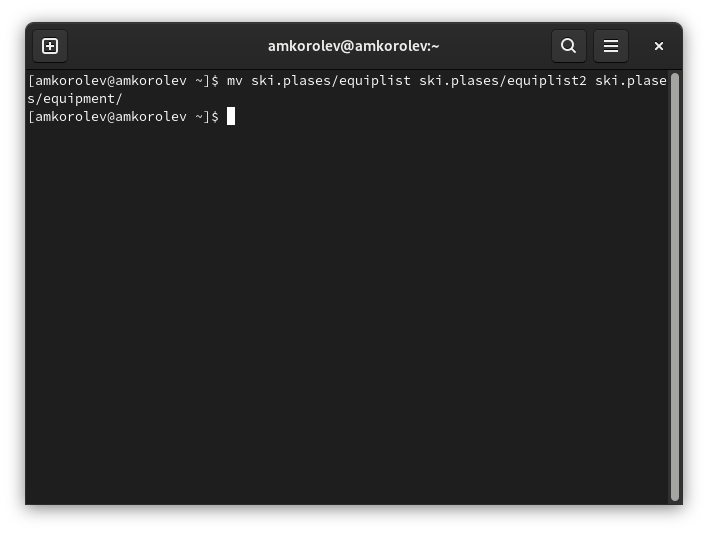 amkorolev@amkorolev:~
[amkorolev@amkorolev ~]$ mv ski.plases/equiplist ski.plases/equiplist2 ski.plase
s/equipment/
[amkorolev@amkorolev ~]$